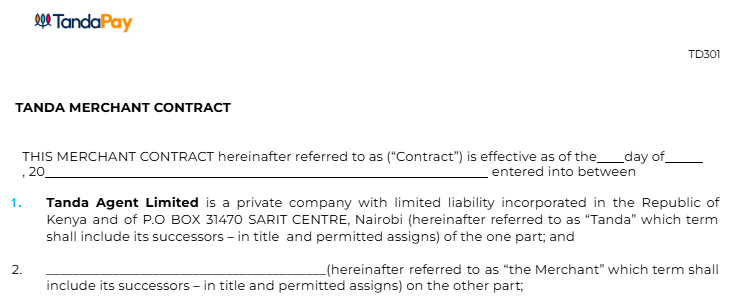 TandaPay
TD301
TANDA MERCHANT CONTRACT
THIS MERCHANT CONTRACT hereinafter referred to as (“Contract”) is effective as of the____day of______
, 20______________________________________________________ entered into between
1. Tanda Agent Limited is a private company with limited liability incorporated in the Republic of
Kenya and of P.O BOX 31470 SARIT CENTRE, Nairobi (hereinafter referred to as “Tanda” which term
shall include its successors – in title and permitted assigns) of the one part; and
2. __________________________________________(hereinafter referred to as “the Merchant” which term shall
include its successors – in title and permitted assigns) on the other part;